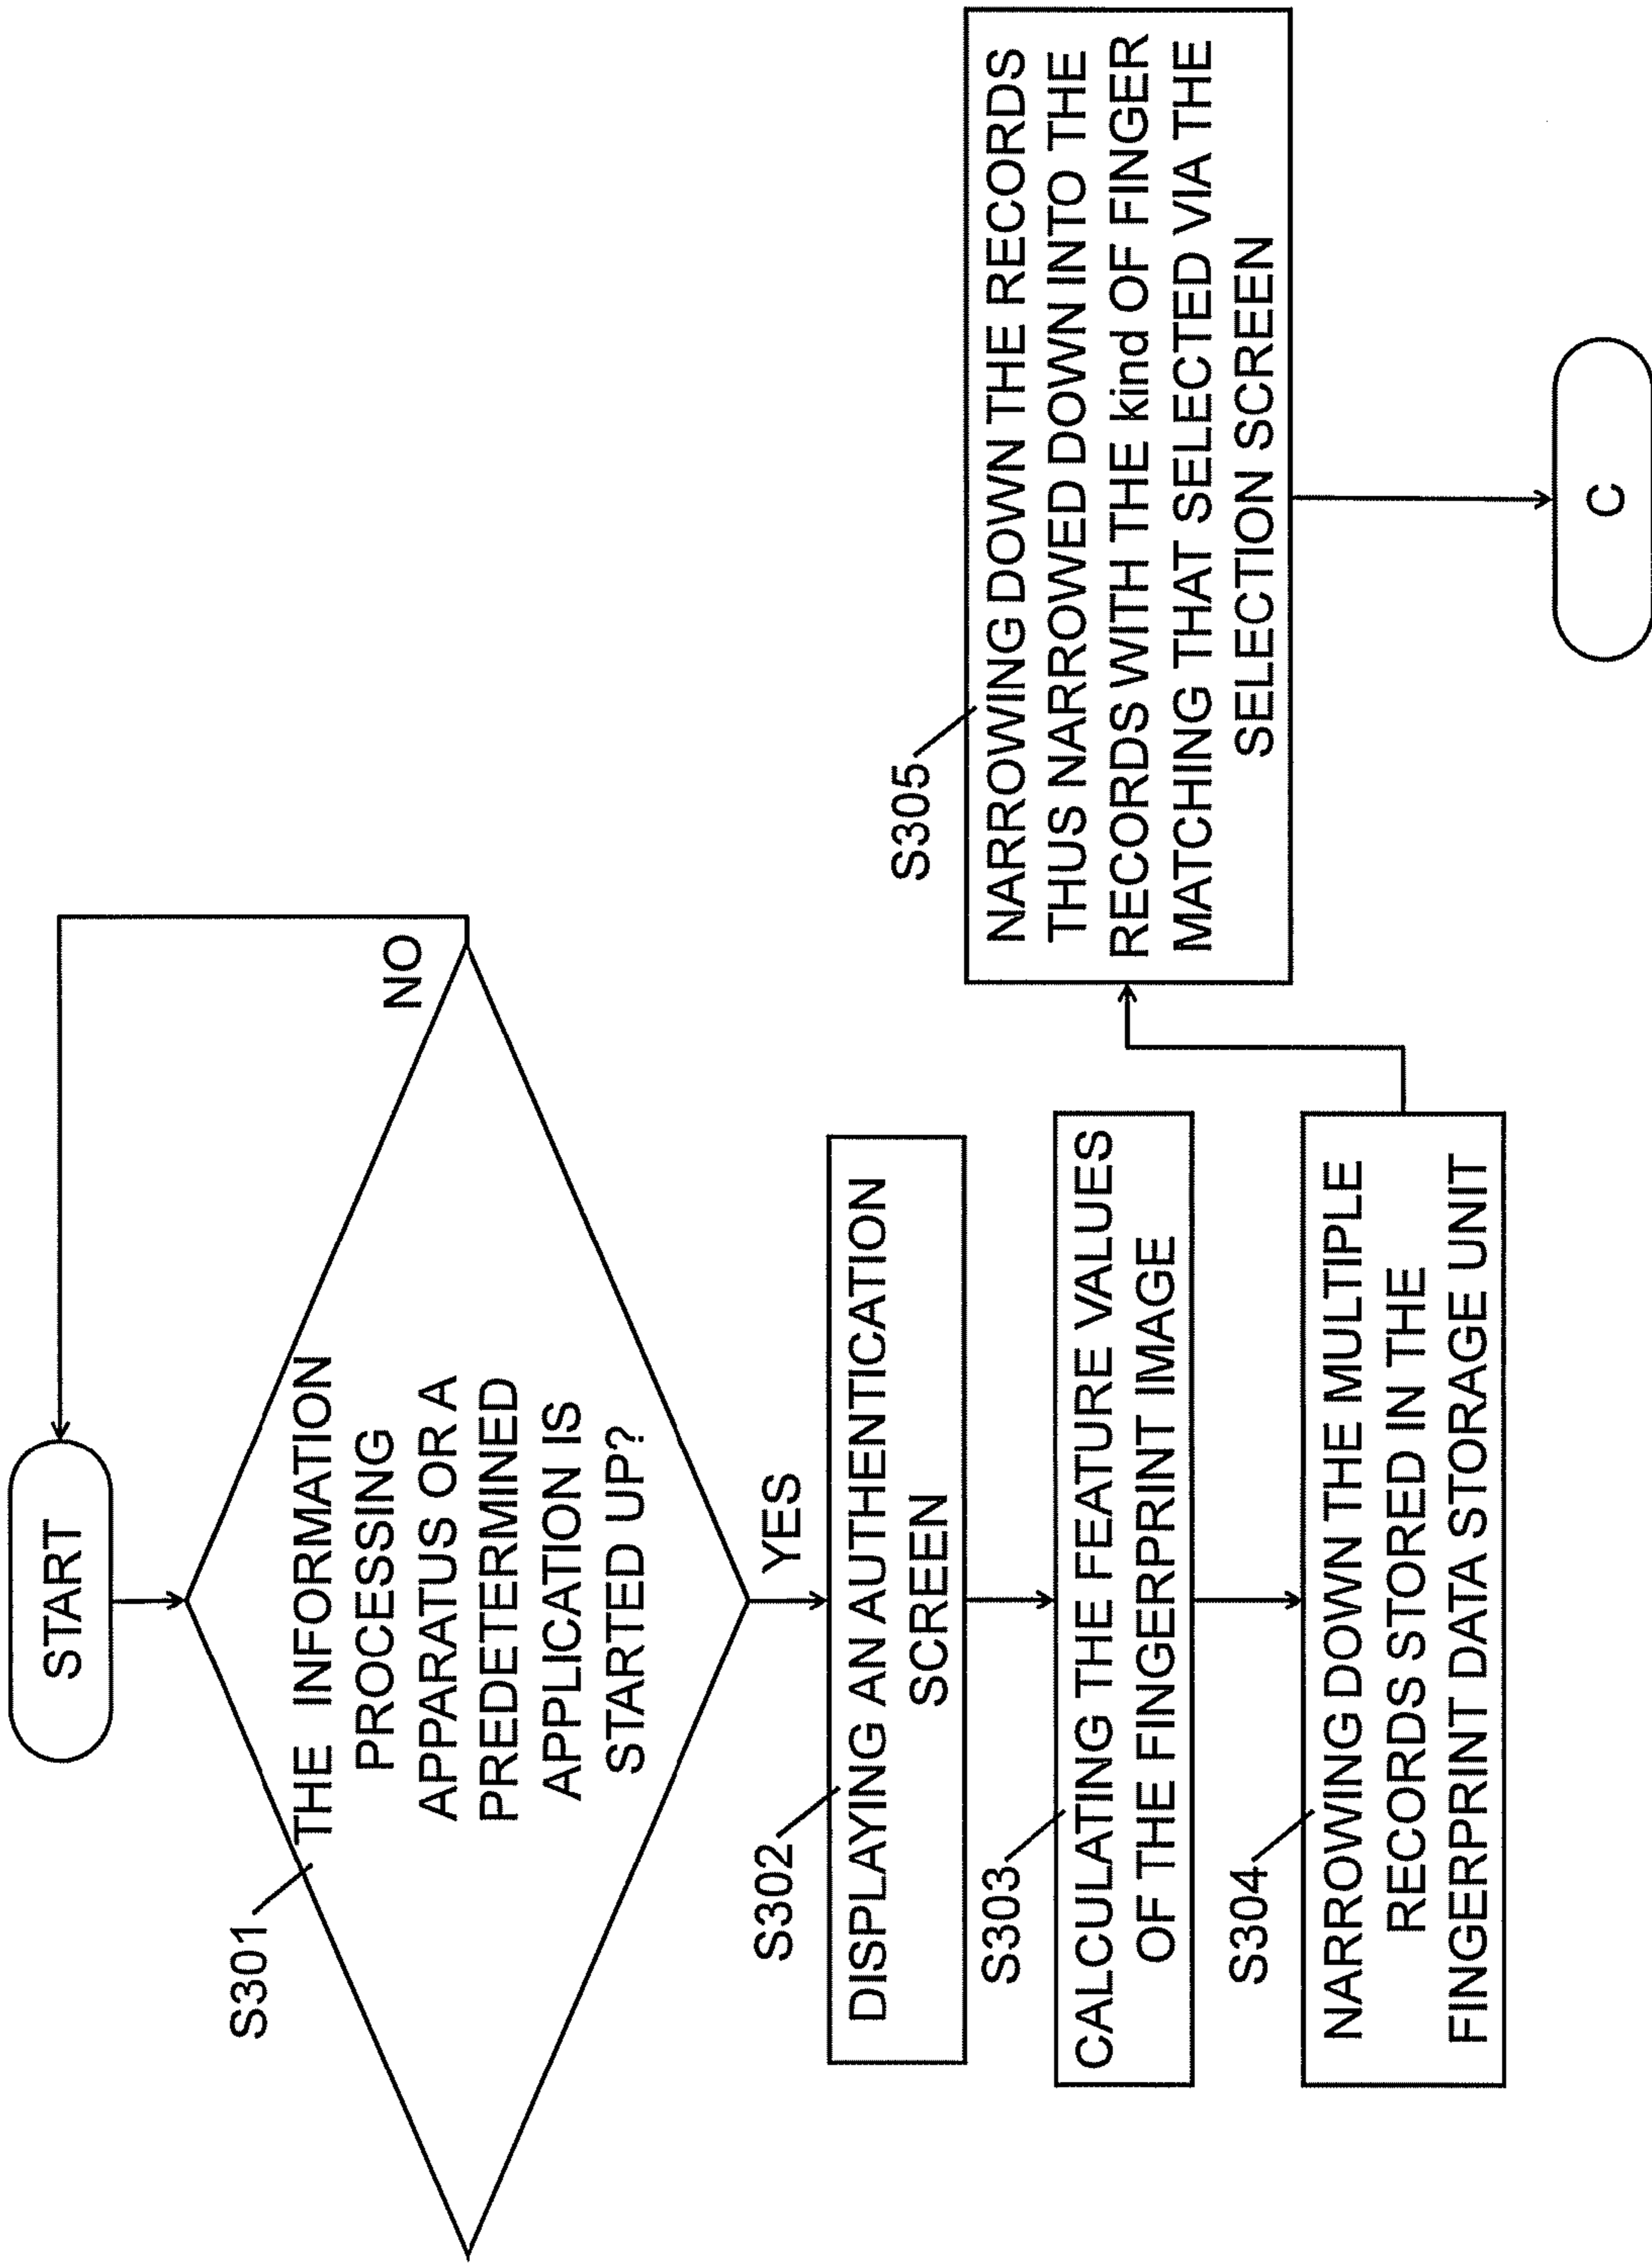 START
S301
THE INFORMATION
PROCESSING
APPARATUS OR A
PREDETERMINED
APPLICATION IS
STARTED UP?
NO
YES
S302
DISPLAYING AN AUTHENTICATION
SCREEN
S303
CALCULATING THE FEATURE VALUES
OF THE FINGERPRINT IMAGE
S304
NARROWING DOWN THE MULTIPLE
RECORDS STORED IN THE
FINGERPRINT DATA STORAGE UNIT
S305
NARROWING DOWN THE RECORDS
THUS NARROWED DOWN INTO THE
RECORDS WITH THE kind OF FINGER
MATCHING THAT SELECTED VIA THE
SELECTION SCREEN
C